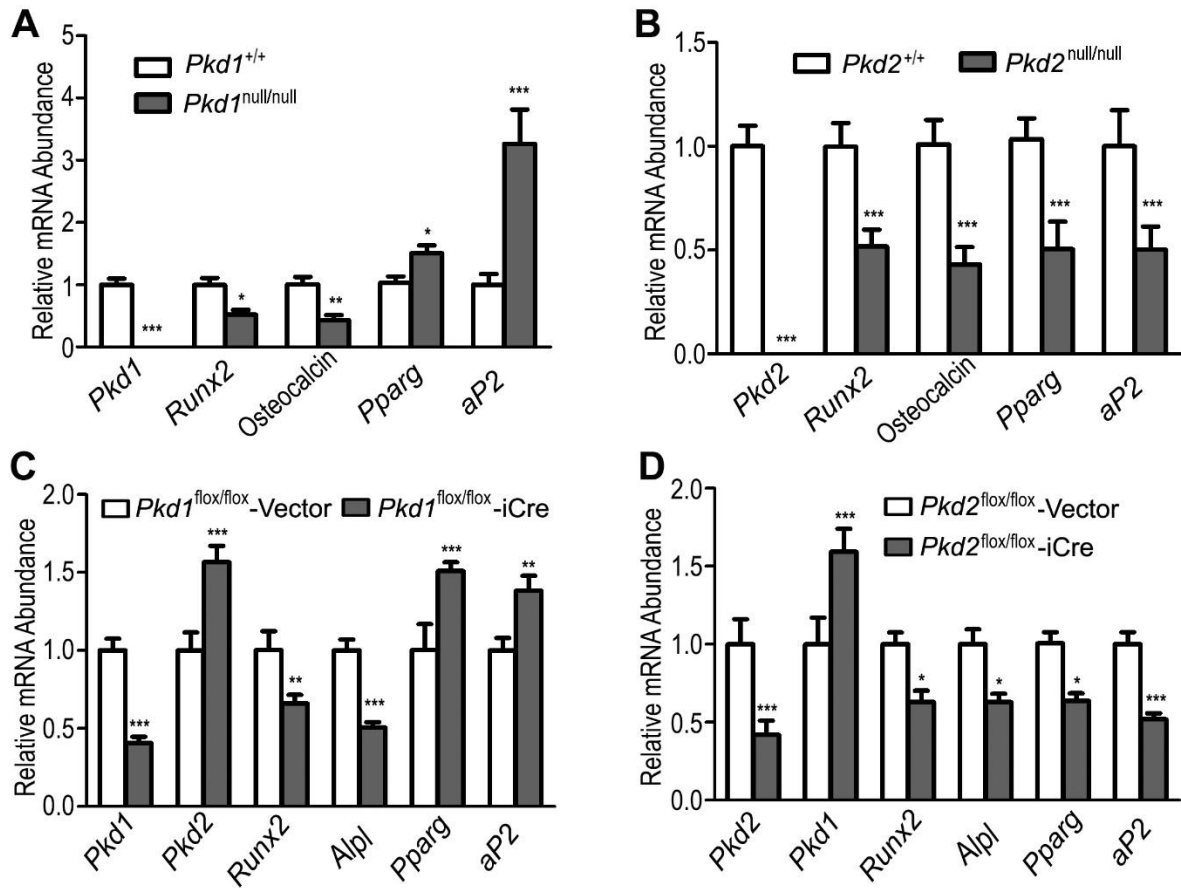 A
Relative mRNA Abundance
5
4
3
2
1
0
Pkd1+/+
Pkd1null/null
***
*
**
*
***
Pkd1
Runx2
Osteocalcin
Pparg
aP2
B
Relative mRNA Abundance
1.5
1.0
0.5
0.0
Pkd2+/+
Pkd2null/null
***
***
***
***
***
Pkd2
Runx2
Osteocalcin
Pparg
aP2
C
Relative mRNA Abundance
2.0
1.5
1.0
0.5
0.0
Pkd1flox/flox-Vector
Pkd1flox/flox-iCre
***
***
**
***
***
**
Pkd1
Pkd2
Runx2
Alpl
Pparg
aP2
D
Relative mRNA Abundance
2.0
1.5
1.0
0.5
0.0
Pkd2flox/flox-Vector
Pkd2flox/flox-iCre
***
***
*
*
*
***
Pkd2
Pkd1
Runx2
Alpl
Pparg
aP2